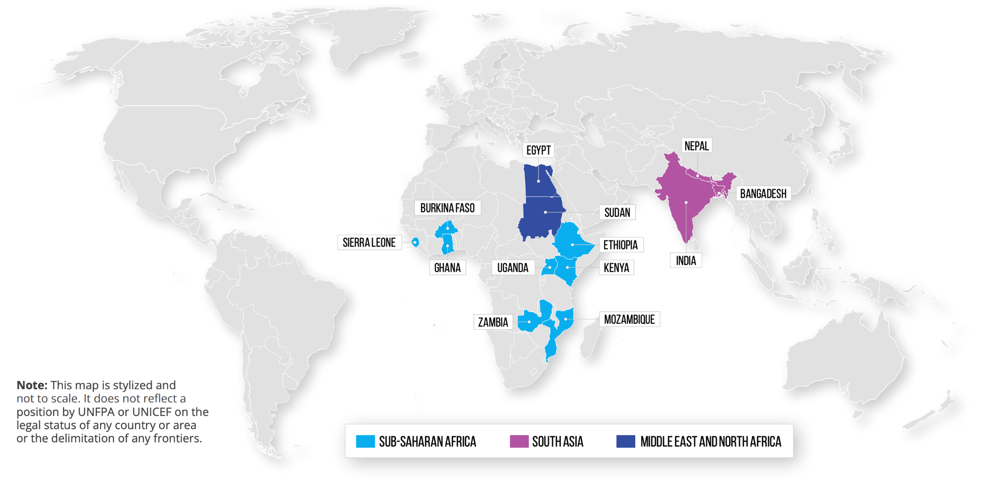 EGYPT
NEPAL
BANGADESH
BURKINA FASO
SUDAN
SIERRA LEONE
ETHIOPIA
INDIA
GHANA
UGANDA
KENYA
ZAMBIA
MOZAMBIQUE
Note: This map is stylized and
not to scale. It does not reflect a
position by UNFPA or UNICEF on the
legal status of any country or area
or the delimitation of any frontiers.
SUB-SAHARAN AFRICA
SOUTH ASIA
MIDDLE EAST AND NORTH AFRICA